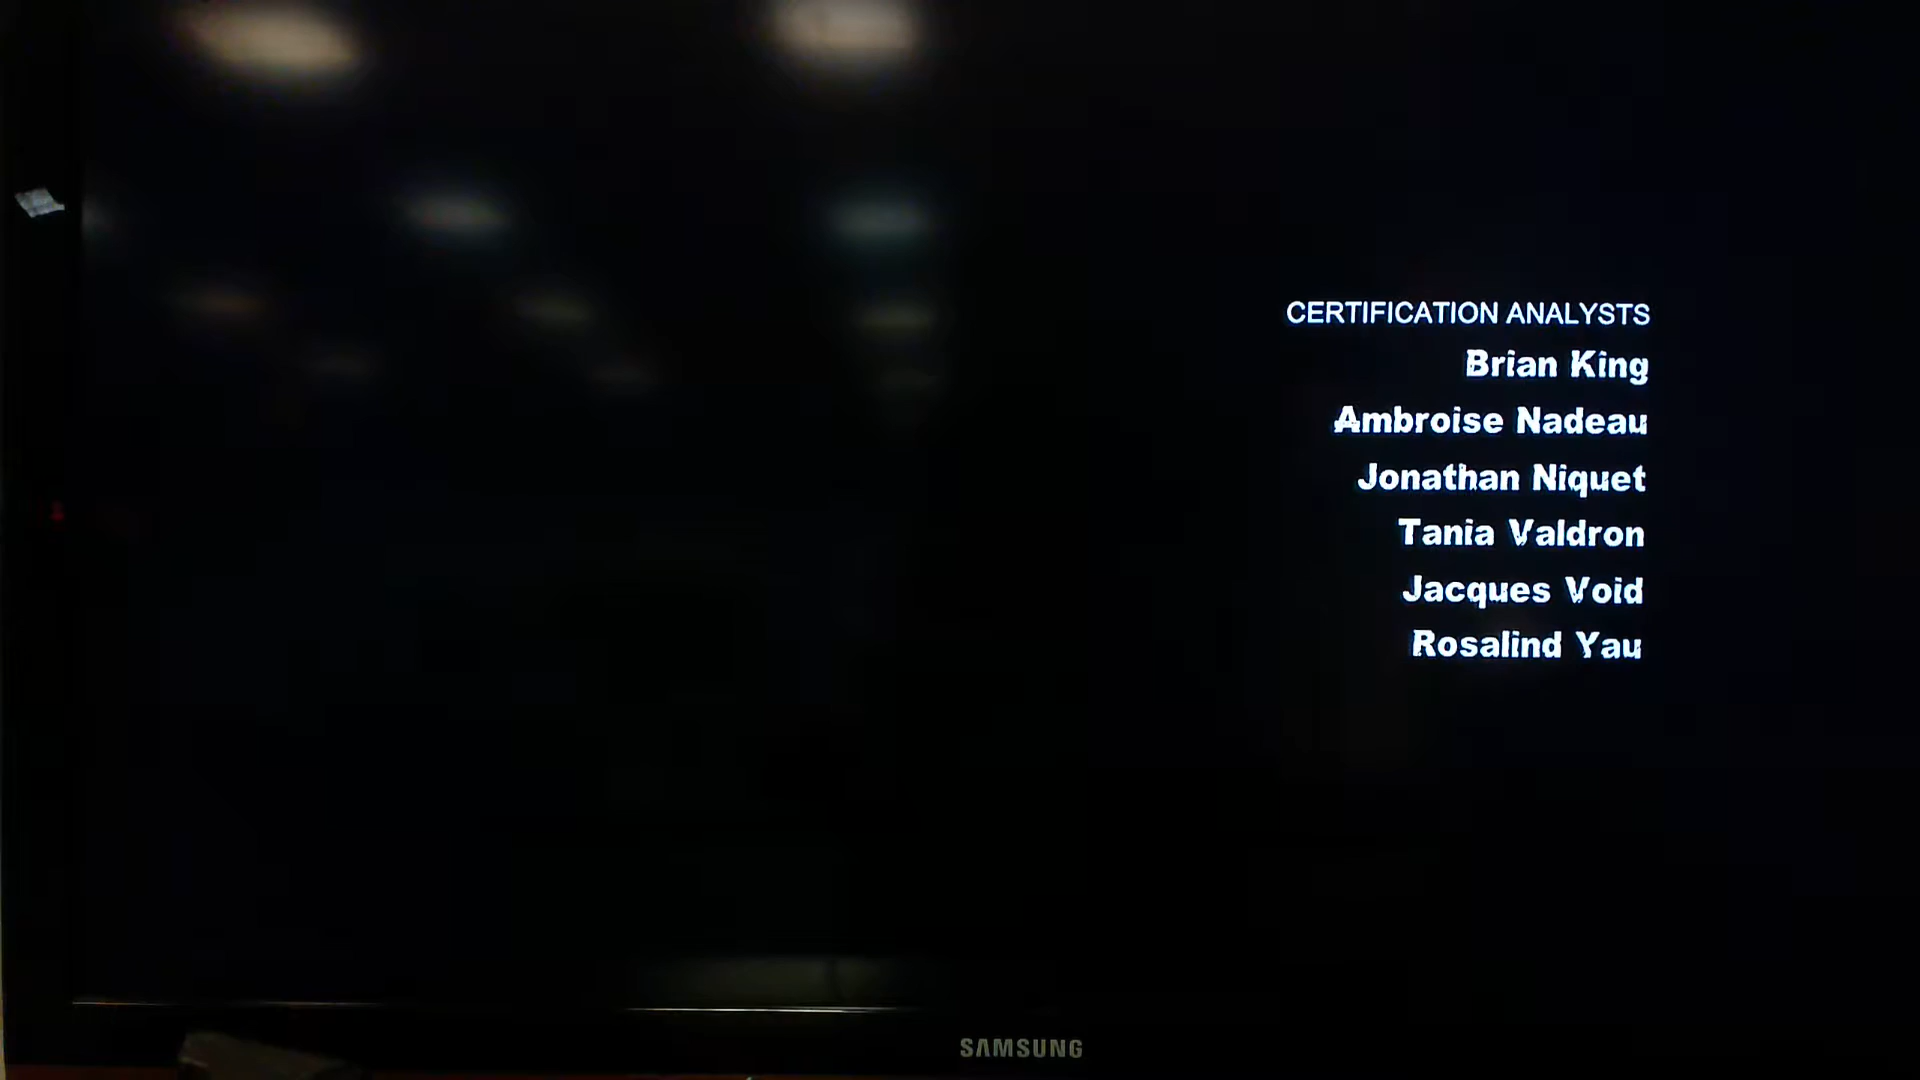 CERTIFICATION ANALYSTS
Brian King
Ambroise Nadeau
Jonathan Niquet
Tania Valdron
Jacques Void
Rosalind Yau
SAMSUNG